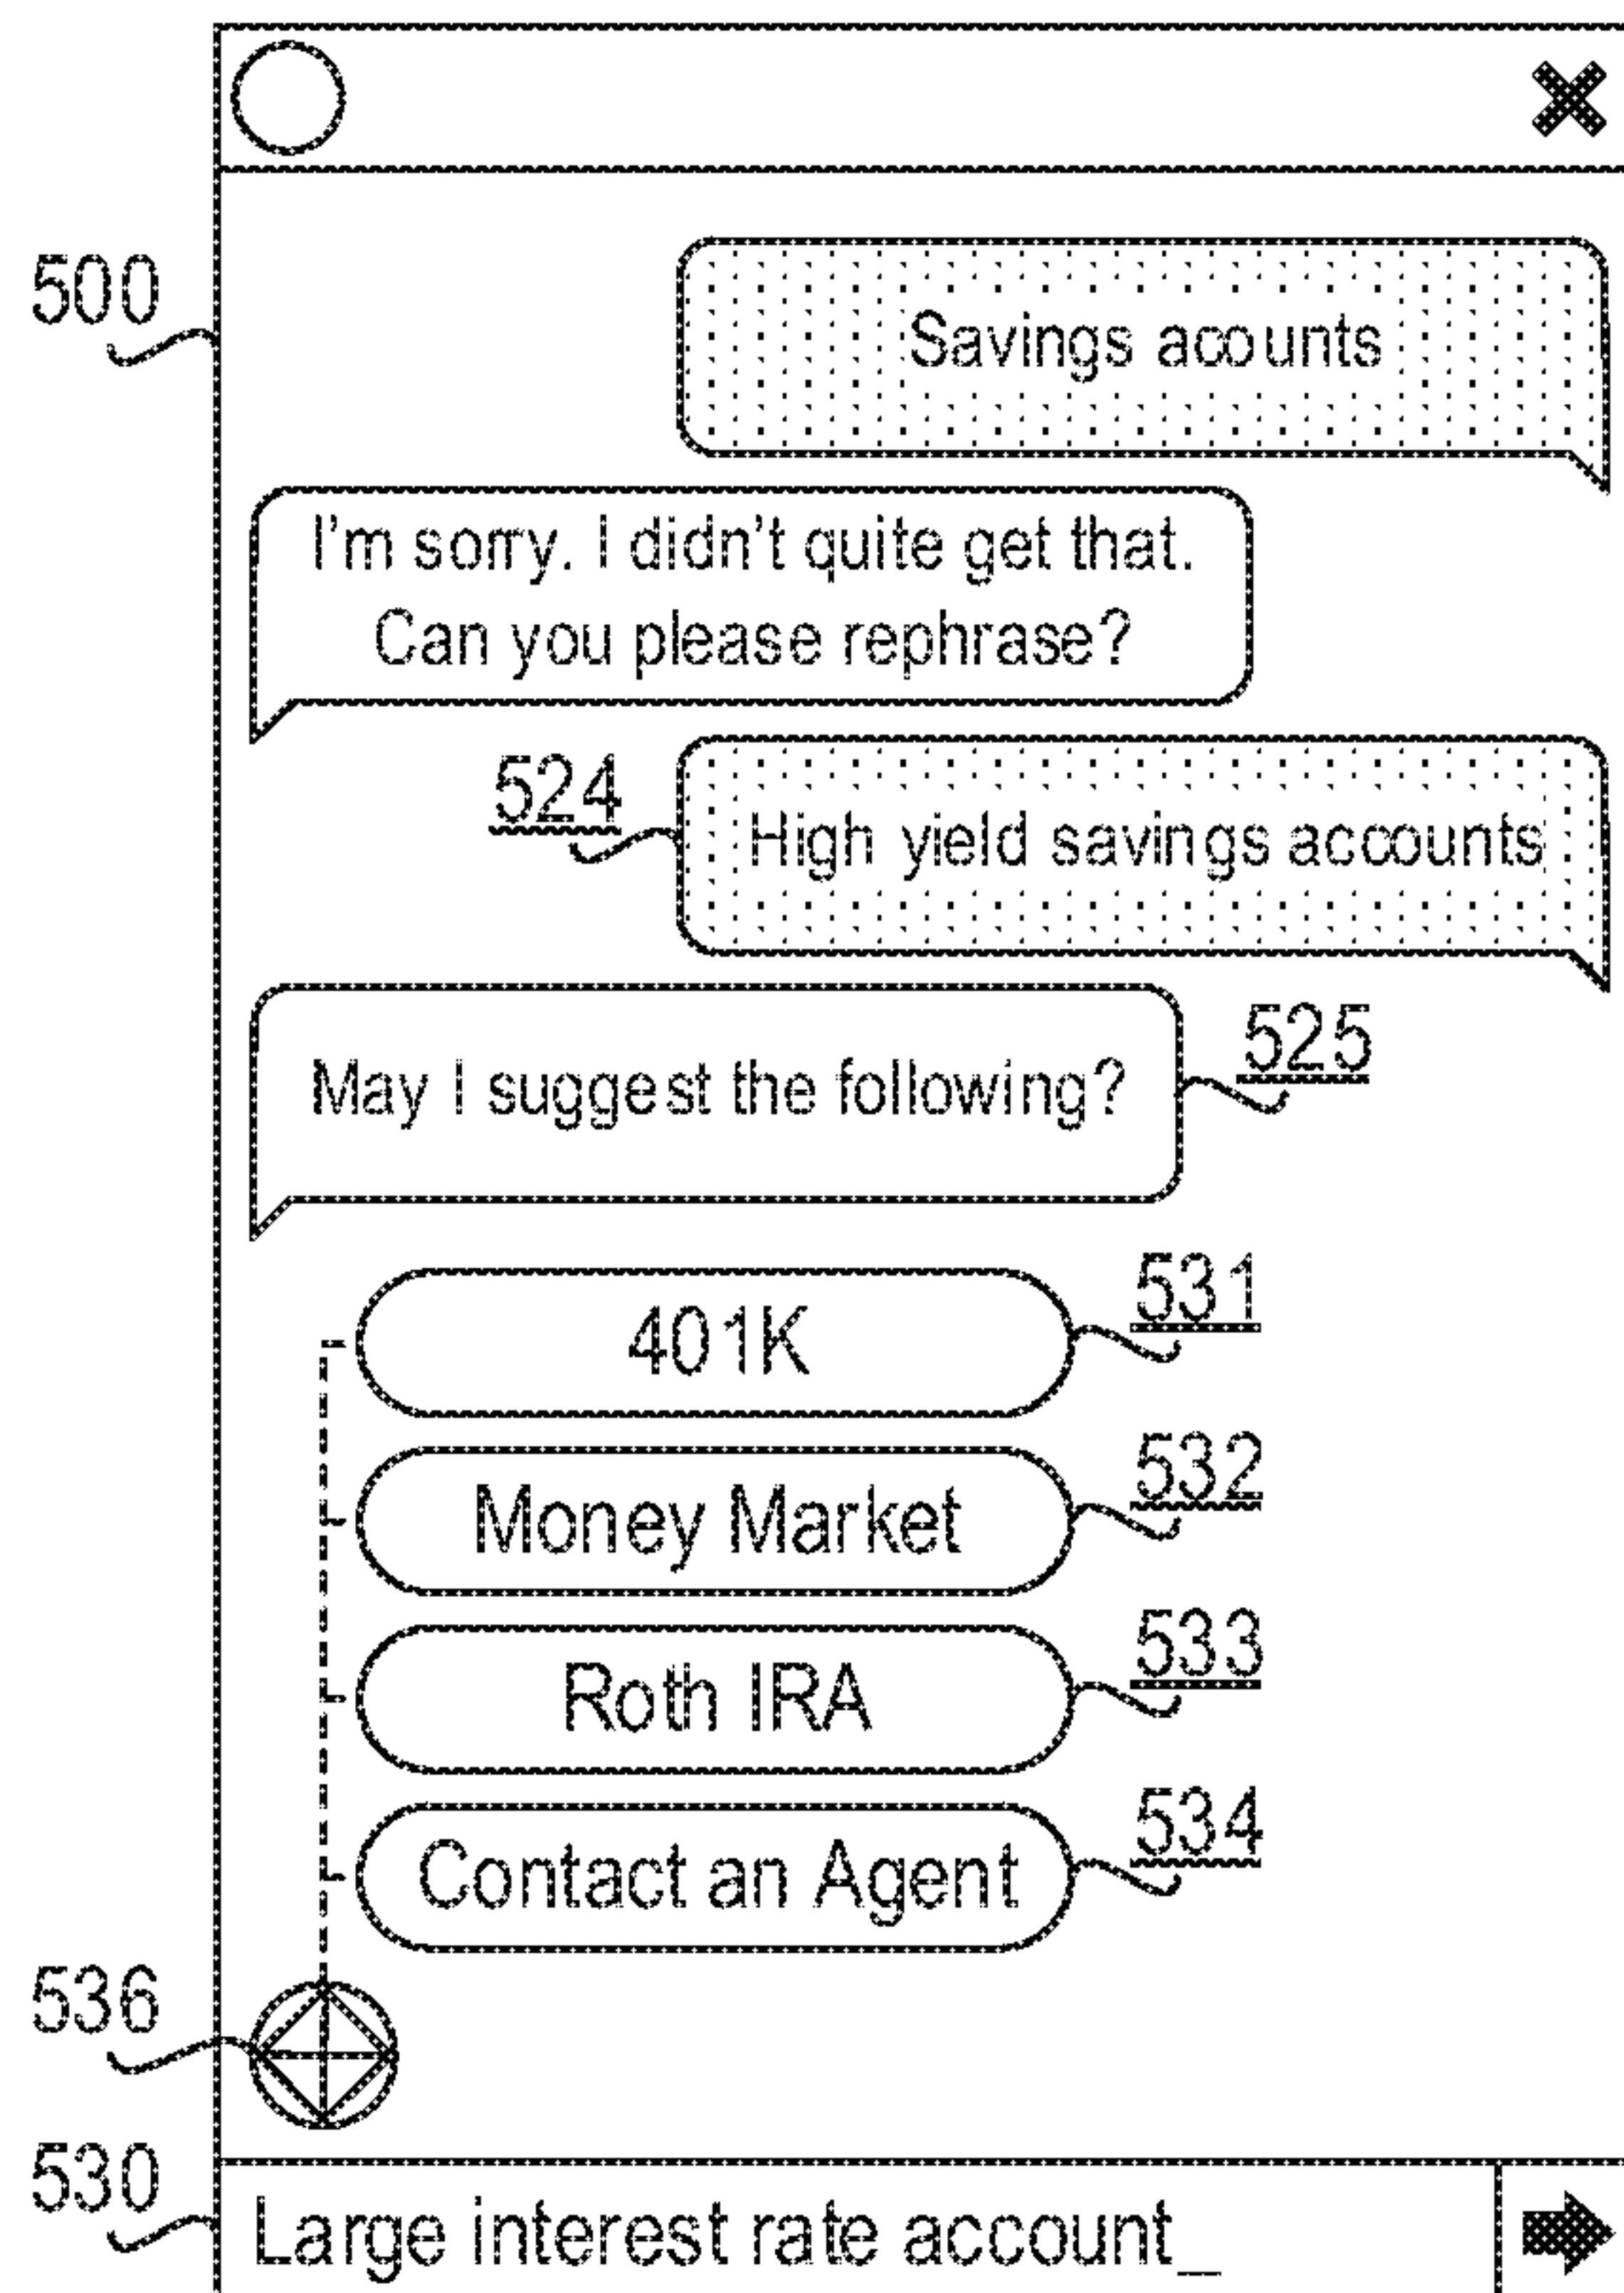 500
Savings acounts
I'm sorry. I didn't quite get that.
Can you please rephrase?
524
High yield savings accounts
May I suggest the following?
525
401K
531
Money Market
532
Roth IRA
533
Contact an Agent
534
536
530
Large interest rate account_